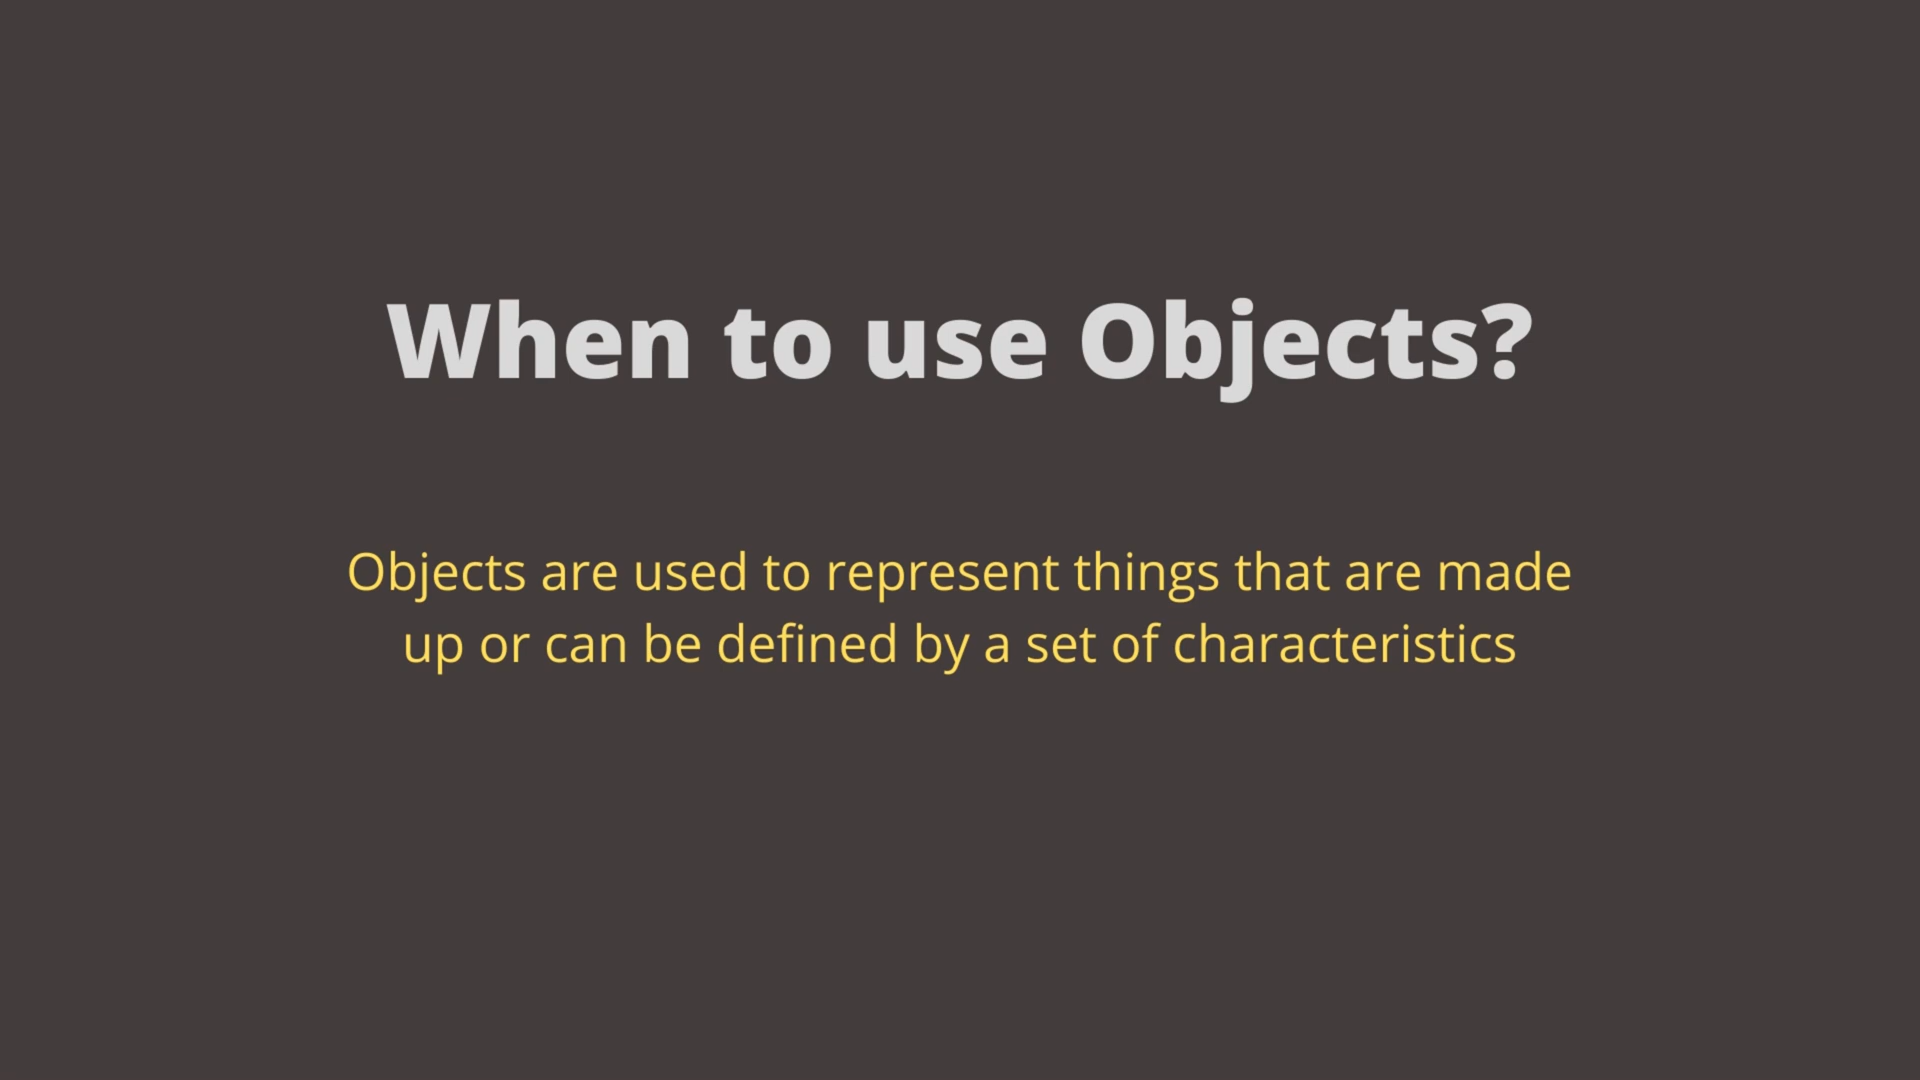 When to use Objects?
Objects are used to represent things that are made
up or can be defined by a set of characteristics